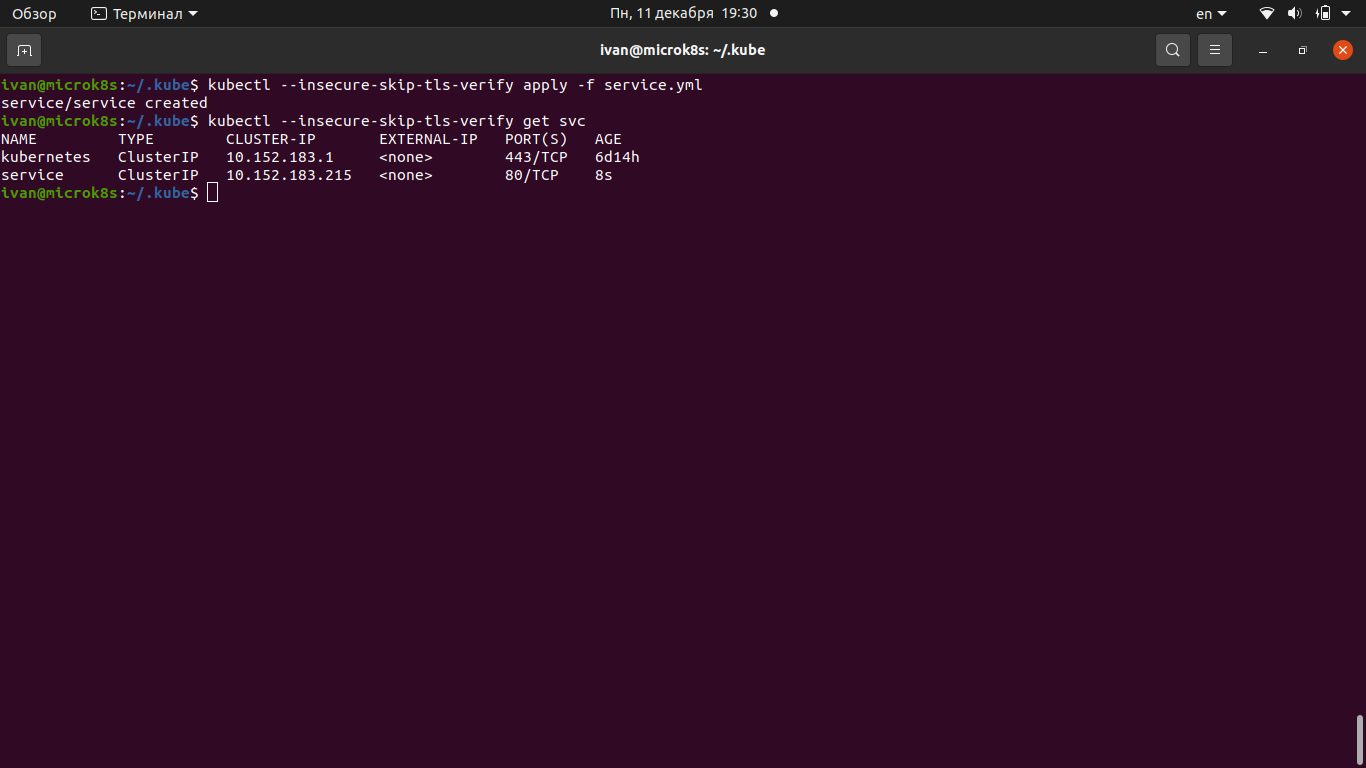 Обзор Терминал Пн, 11 декабря 19:30 en
ivan@microk8s: ~/.kube
ivan@microk8s:~/.kube$ kubectl --insecure-skip-tls-verify apply -f service.yml
service/service created
ivan@microk8s:~/.kube$ kubectl --insecure-skip-tls-verify get svc
NAME TYPE CLUSTER-IP EXTERNAL-IP PORT(S) AGE
kubernetes ClusterIP 10.152.183.1 <none> 443/TCP 6d14h
service ClusterIP 10.152.183.215 <none> 80/TCP 8s
ivan@microk8s:~/.kube$